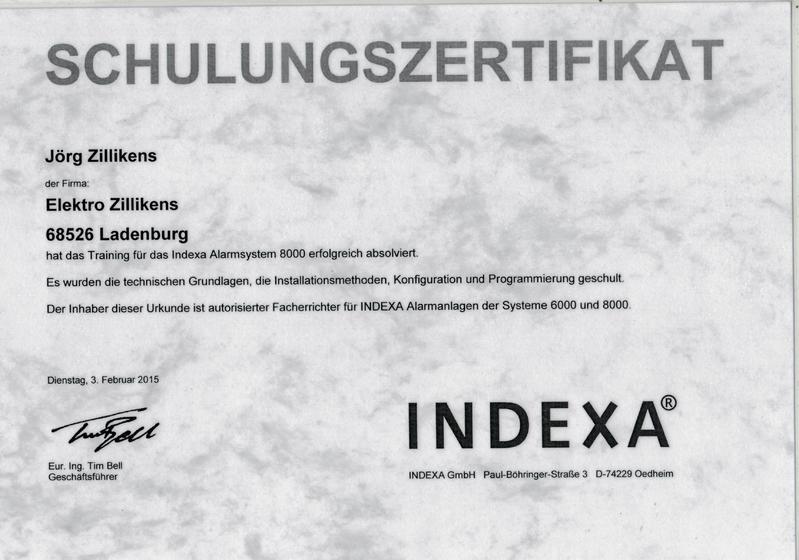 SCHULUNGSZERTIFIKAT
Jörg Zillikens
der Firma:
Elektro Zillikens
68526 Ladenburg
hat das Training für das Indexa Alarmsystem 8000 erfolgreich absolviert.
Es wurden die technischen Grundlagen, die Installationsmethoden, Konfiguration und Programmierung geschult.
Der Inhaber dieser Urkunde ist autorisierter Facherrichter für INDEXA Alarmanlagen der Systeme 6000 und 8000.
Dienstag, 3. Februar 2015
Tim Bell
Eur. Ing. Tim Bell
Geschäftsführer
INDEXA®
INDEXA GmbH Paul-Böhringer-Straße 3 D-74229 Oedheim